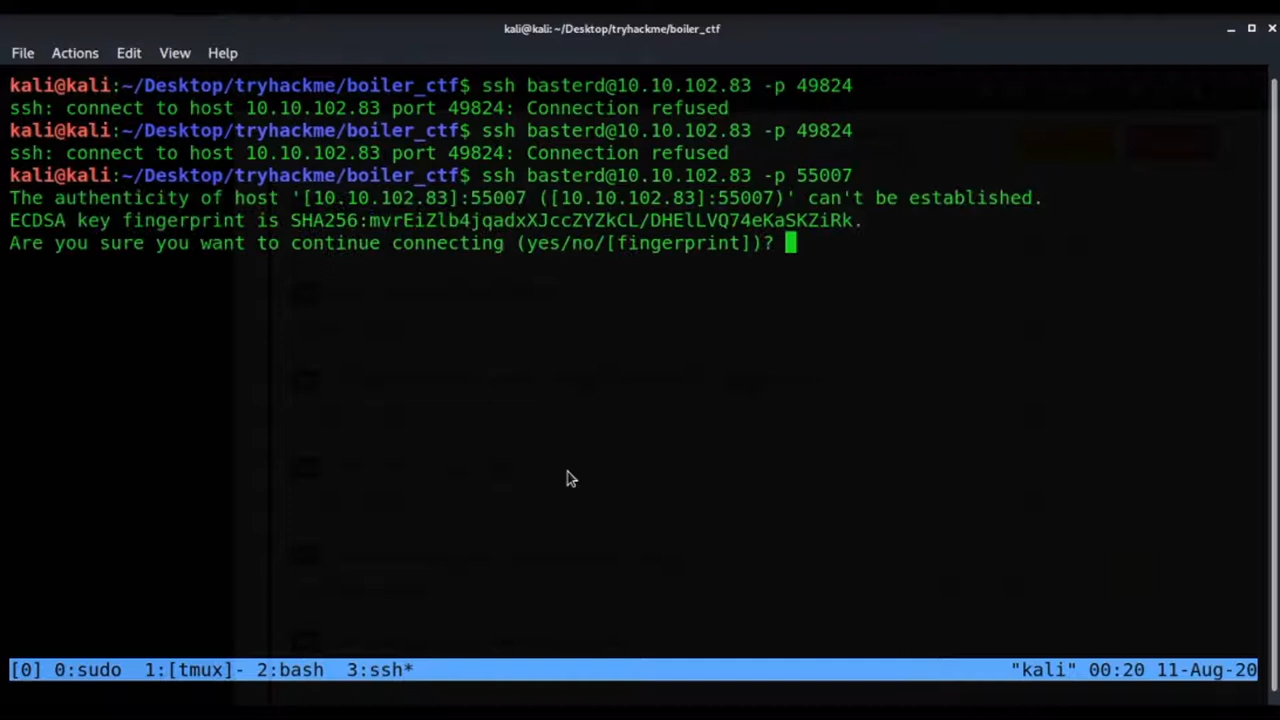 kali@kali: ~/Desktop/tryhackme/boiler_ctf
File Actions Edit View Help
kali@kali:~/Desktop/tryhackme/boiler_ctf$ ssh basterd@10.10.102.83 -p 49824
ssh: connect to host 10.10.102.83 port 49824: Connection refused
kali@kali:~/Desktop/tryhackme/boiler_ctf$ ssh basterd@10.10.102.83 -p 49824
ssh: connect to host 10.10.102.83 port 49824: Connection refused
kali@kali:~/Desktop/tryhackme/boiler_ctf$ ssh basterd@10.10.102.83 -p 55007
The authenticity of host '[10.10.102.83]:55007 ([10.10.102.83]:55007)' can't be established.
ECDSA key fingerprint is SHA256:mvrEiZlb4jqadxXJccZYZkCL/DHElLVQ74eKaSKZiRk.
Are you sure you want to continue connecting (yes/no/[fingerprint])?
[0] 0:sudo 1:[tmux]- 2:bash 3:ssh* "kali" 00:20 11-Aug-20